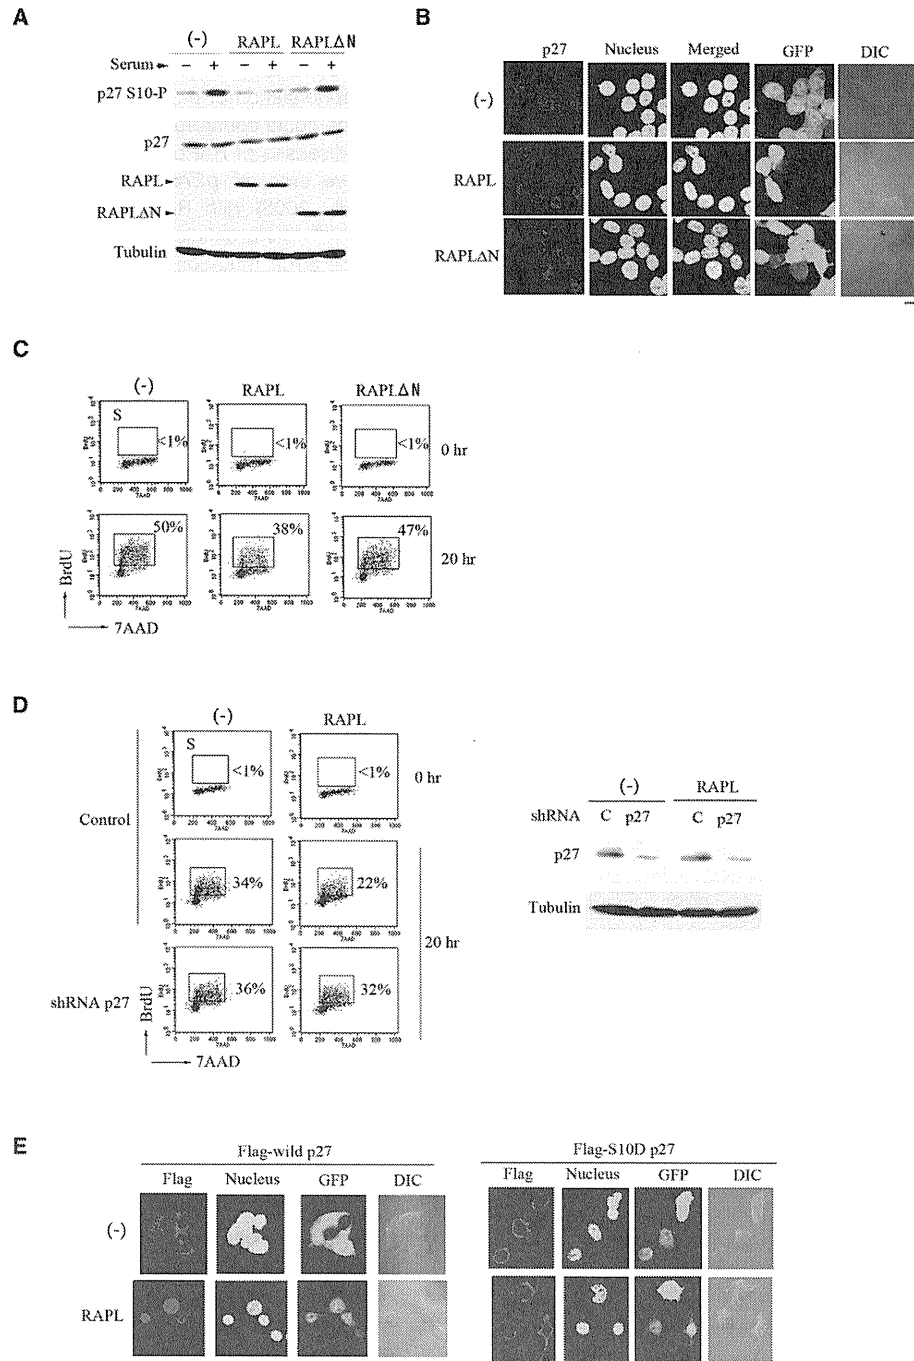 A
(-) RAPL RAPLΔN
Serum - + - + - +
p27 S10-P
p27
RAPL
RAPLΔN
Tubulin
B
p27 Nucleus Merged GFP DIC
(-)
RAPL
RAPLΔN
C
(-) RAPL RAPLΔN
S
<1% <1% <1% 0 hr
50% 38% 47% 20 hr
BrdU
7AAD
D
(-) RAPL
S
<1% <1% 0 hr
Control
34% 22%
20 hr
shRNA p27
36% 32%
BrdU
7AAD
(-) RAPL
shRNA C p27 C p27
p27
Tubulin
E
Flag-wild p27
Flag Nucleus GFP DIC
(-)
RAPL
Flag-S10D p27
Flag Nucleus GFP DIC